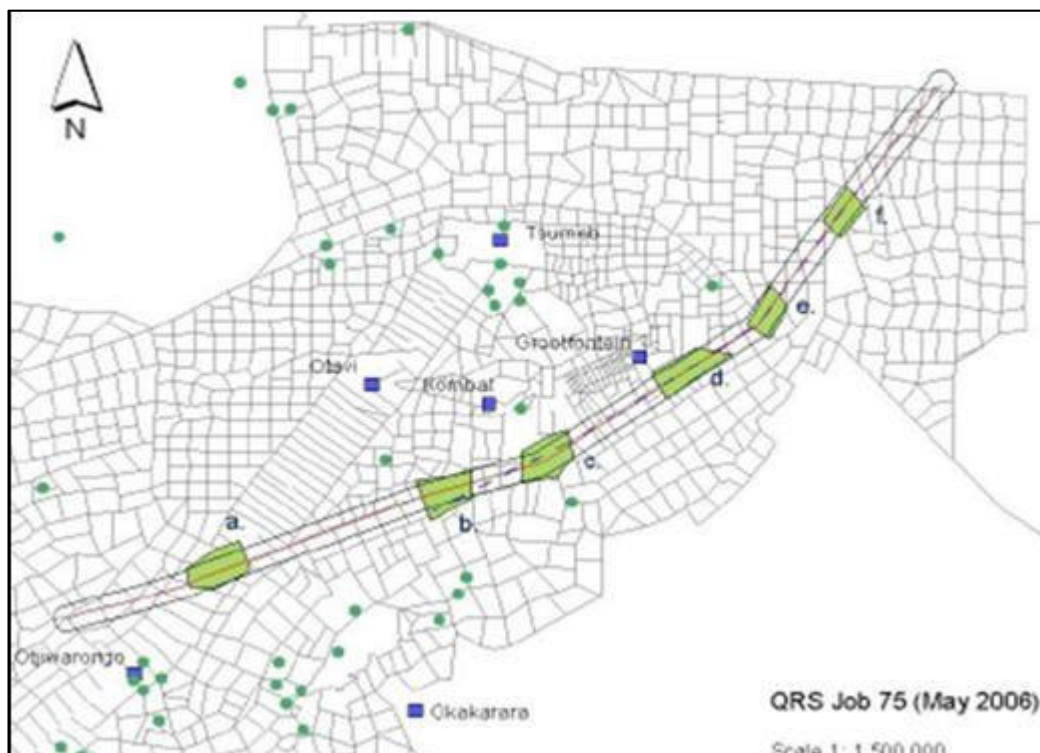 N
Tsumeb
f.
e.
Grootfontein
Otavi
d.
Kombat
c.
a.
b.
Otjiwarongo
QRS Job 75 (May 2006)
Okakarara
Scale 1: 1 500 000